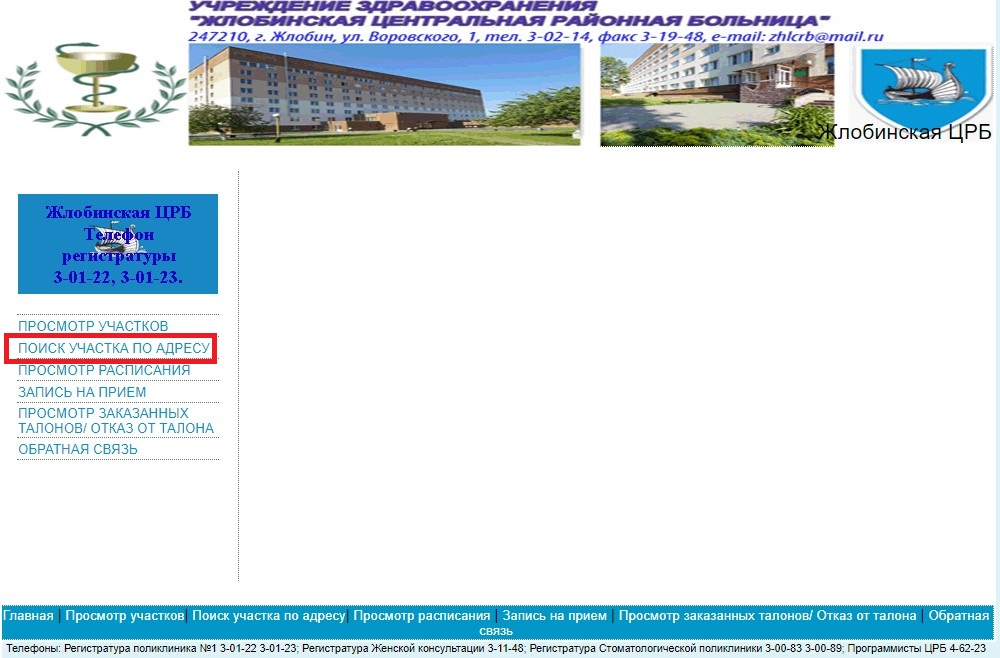 УЧРЕЖДЕНИЕ ЗДРАВООХРАНЕНИЯ
"ЖЛОБИНСКАЯ ЦЕНТРАЛЬНАЯ РАЙОННАЯ БОЛЬНИЦА"
247210, г. Жлобин, ул. Воровского, 1, тел. 3-02-14, факс 3-19-48, e-mail: zhlcrb@mail.ru
Жлобинская ЦРБ
Жлобинская ЦРБ
Телефон
регистратуры
3-01-22, 3-01-23.
ПРОСМОТР УЧАСТКОВ
ПОИСК УЧАСТКА ПО АДРЕСУ
ПРОСМОТР РАСПИСАНИЯ
ЗАПИСЬ НА ПРИЕМ
ПРОСМОТР ЗАКАЗАННЫХ
ТАЛОНОВ/ ОТКАЗ ОТ ТАЛОНА
ОБРАТНАЯ СВЯЗЬ
Главная | Просмотр участков| Поиск участка по адресу| Просмотр расписания | Запись на прием | Просмотр заказанных талонов/ Отказ от талона | Обратная
связь
Телефоны: Регистратура поликлиника №1 3-01-22 3-01-23; Регистратура Женской консультации 3-11-48; Регистратура Стоматологической поликлиники 3-00-83 3-00-89; Программисты ЦРБ 4-62-23